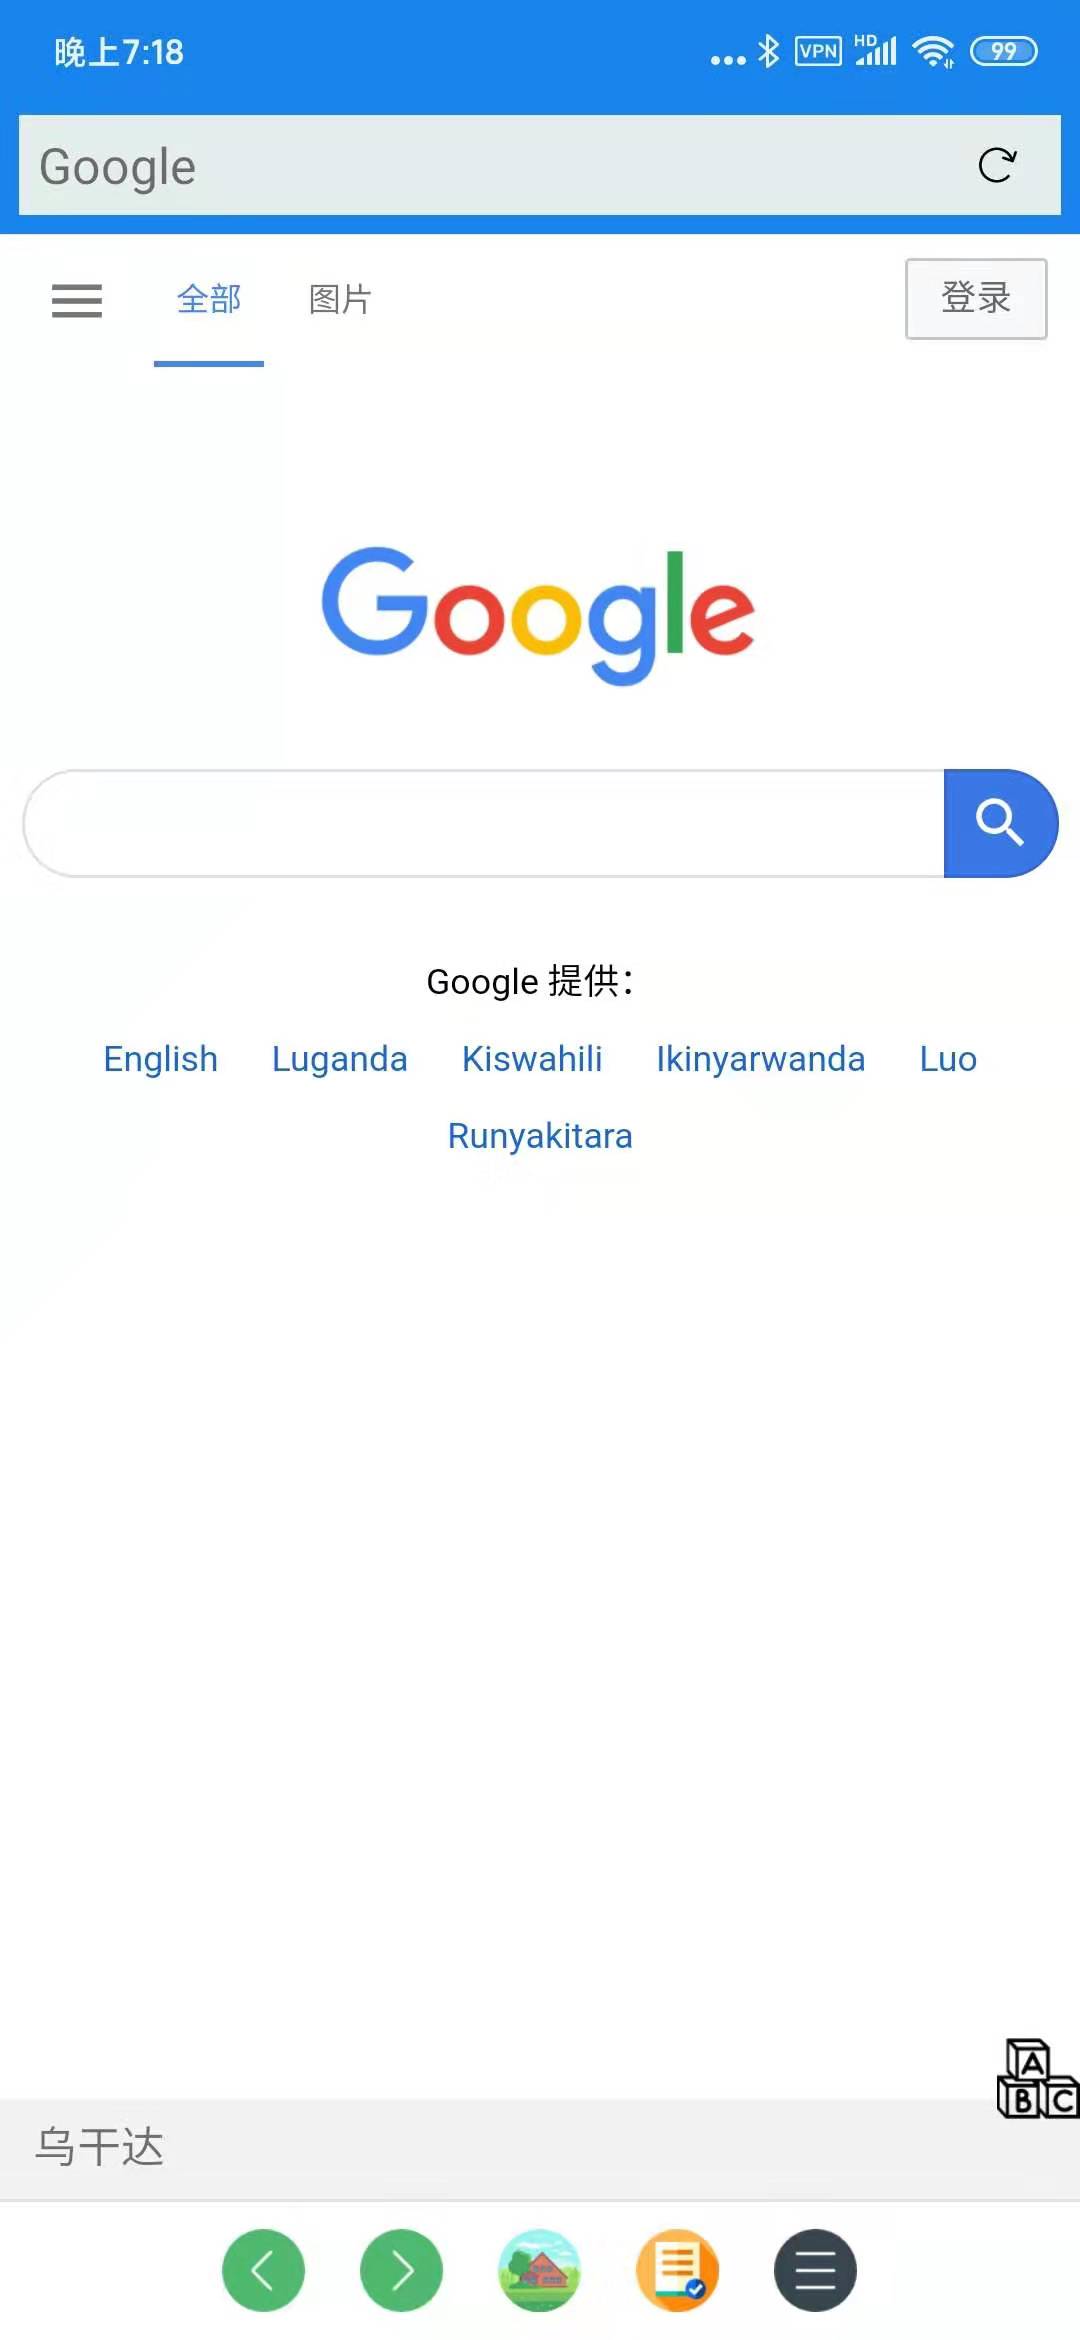 晚上7:18
VPN
HD
99
Google
全部 图片 登录
Google
Google 提供：
English Luganda Kiswahili Ikinyarwanda Luo
Runyakitara
A
B C
乌干达